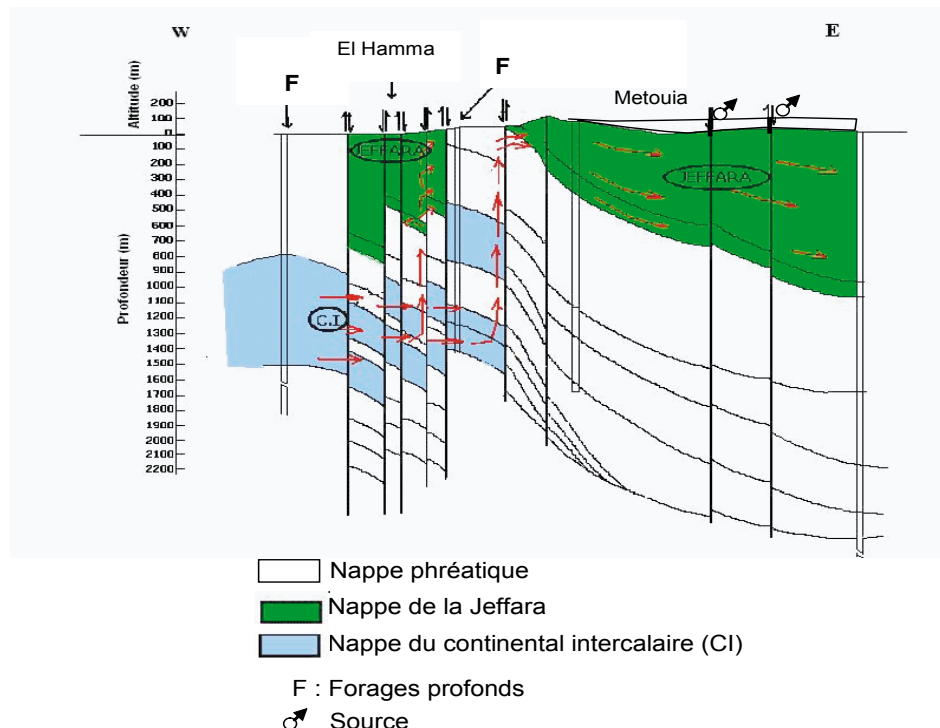 W
E
El Hamma
F
F
Metouia
Altitude (m)
200
100
0
JEFFARA
JEFFARA
Profondeur (m)
100
200
300
400
500
600
700
800
900
1000
1100
1200
1300
1400
1500
1600
1700
1800
1900
2000
2100
2200
C.I
Nappe phréatique
Nappe de la Jeffara
Nappe du continental intercalaire (CI)
F : Forages profonds
Source